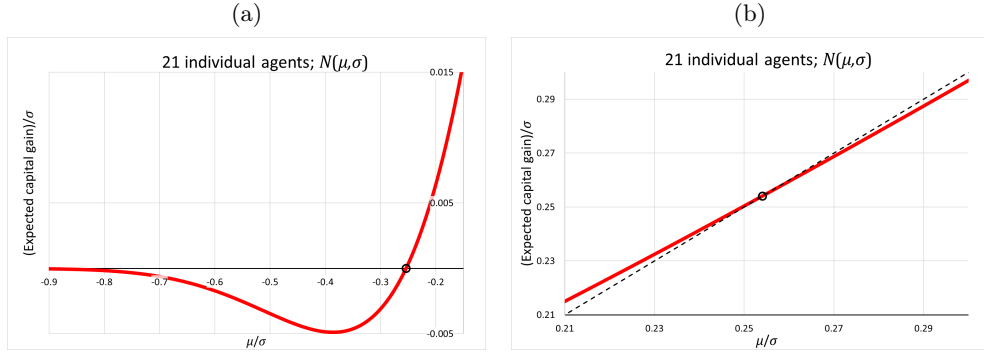 (a)
21 individual agents; N(μ,σ)
0.015
0.005
-0.005
(Expected capital gain)/σ
-0.9 -0.8 -0.7 -0.6 -0.5 -0.4 -0.3 -0.2
μ/σ
(b)
21 individual agents; N(μ,σ)
(Expected capital gain)/σ
0.29
0.27
0.25
0.23
0.21
0.21 0.23 0.25 0.27 0.29
μ/σ